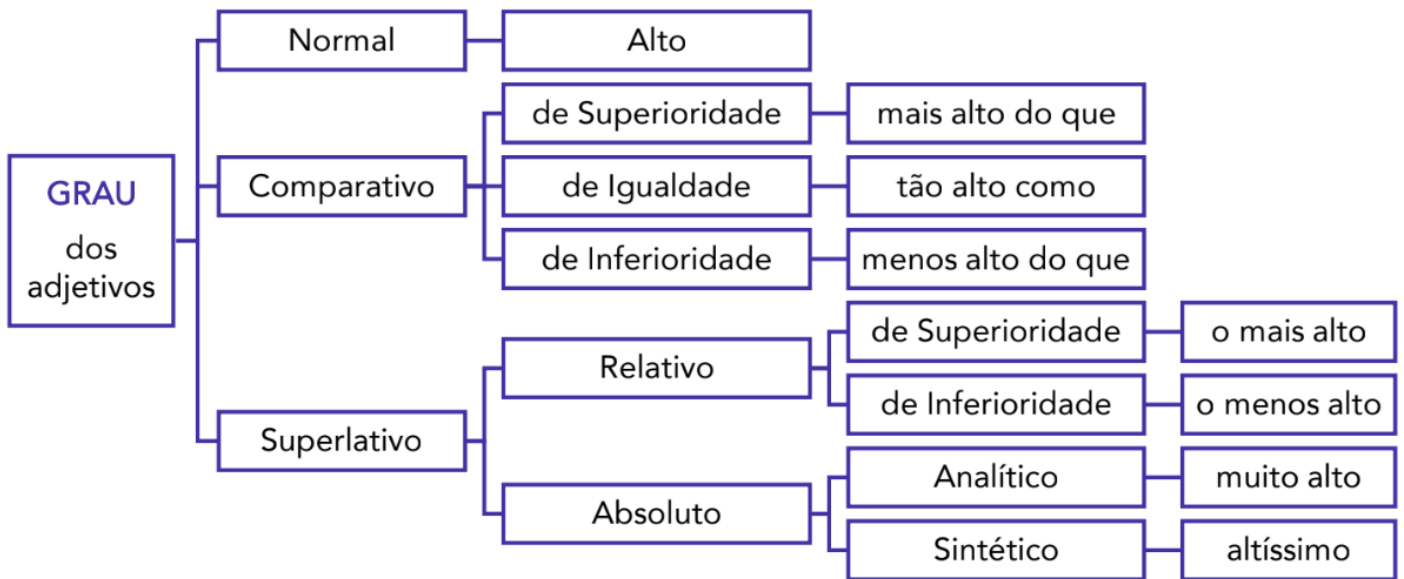 GRAU
dos
adjetivos
Normal
Alto
Comparativo
de Superioridade
mais alto do que
de Igualdade
tão alto como
de Inferioridade
menos alto do que
Superlativo
Relativo
de Superioridade
o mais alto
de Inferioridade
o menos alto
Absoluto
Analítico
muito alto
Sintético
altíssimo